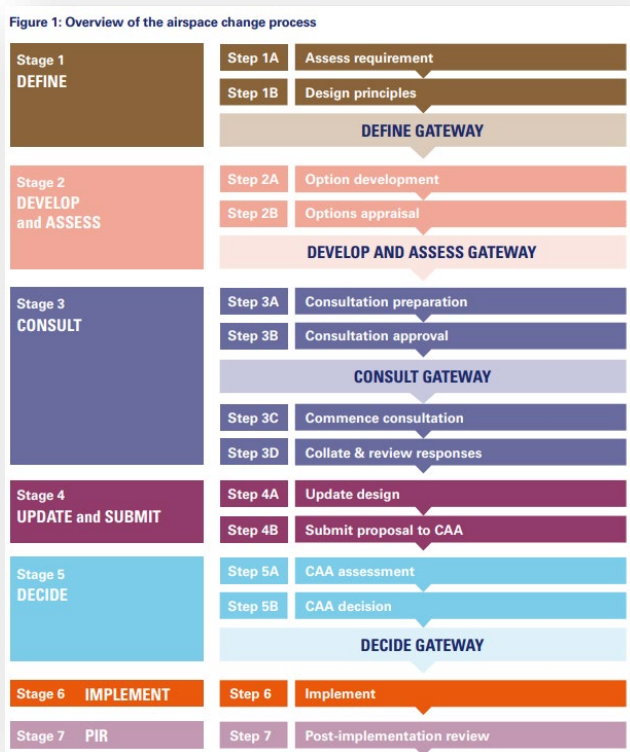 Figure 1: Overview of the airspace change process
Stage 1
DEFINE
Step 1A Assess requirement
Step 1B Design principles
DEFINE GATEWAY
Stage 2
DEVELOP
and ASSESS
Step 2A Option development
Step 2B Options appraisal
DEVELOP AND ASSESS GATEWAY
Stage 3
CONSULT
Step 3A Consultation preparation
Step 3B Consultation approval
CONSULT GATEWAY
Step 3C Commence consultation
Step 3D Collate & review responses
Stage 4
UPDATE and SUBMIT
Step 4A Update design
Step 4B Submit proposal to CAA
Stage 5
DECIDE
Step 5A CAA assessment
Step 5B CAA decision
DECIDE GATEWAY
Stage 6 IMPLEMENT Step 6 Implement
Stage 7 PIR Step 7 Post-implementation review